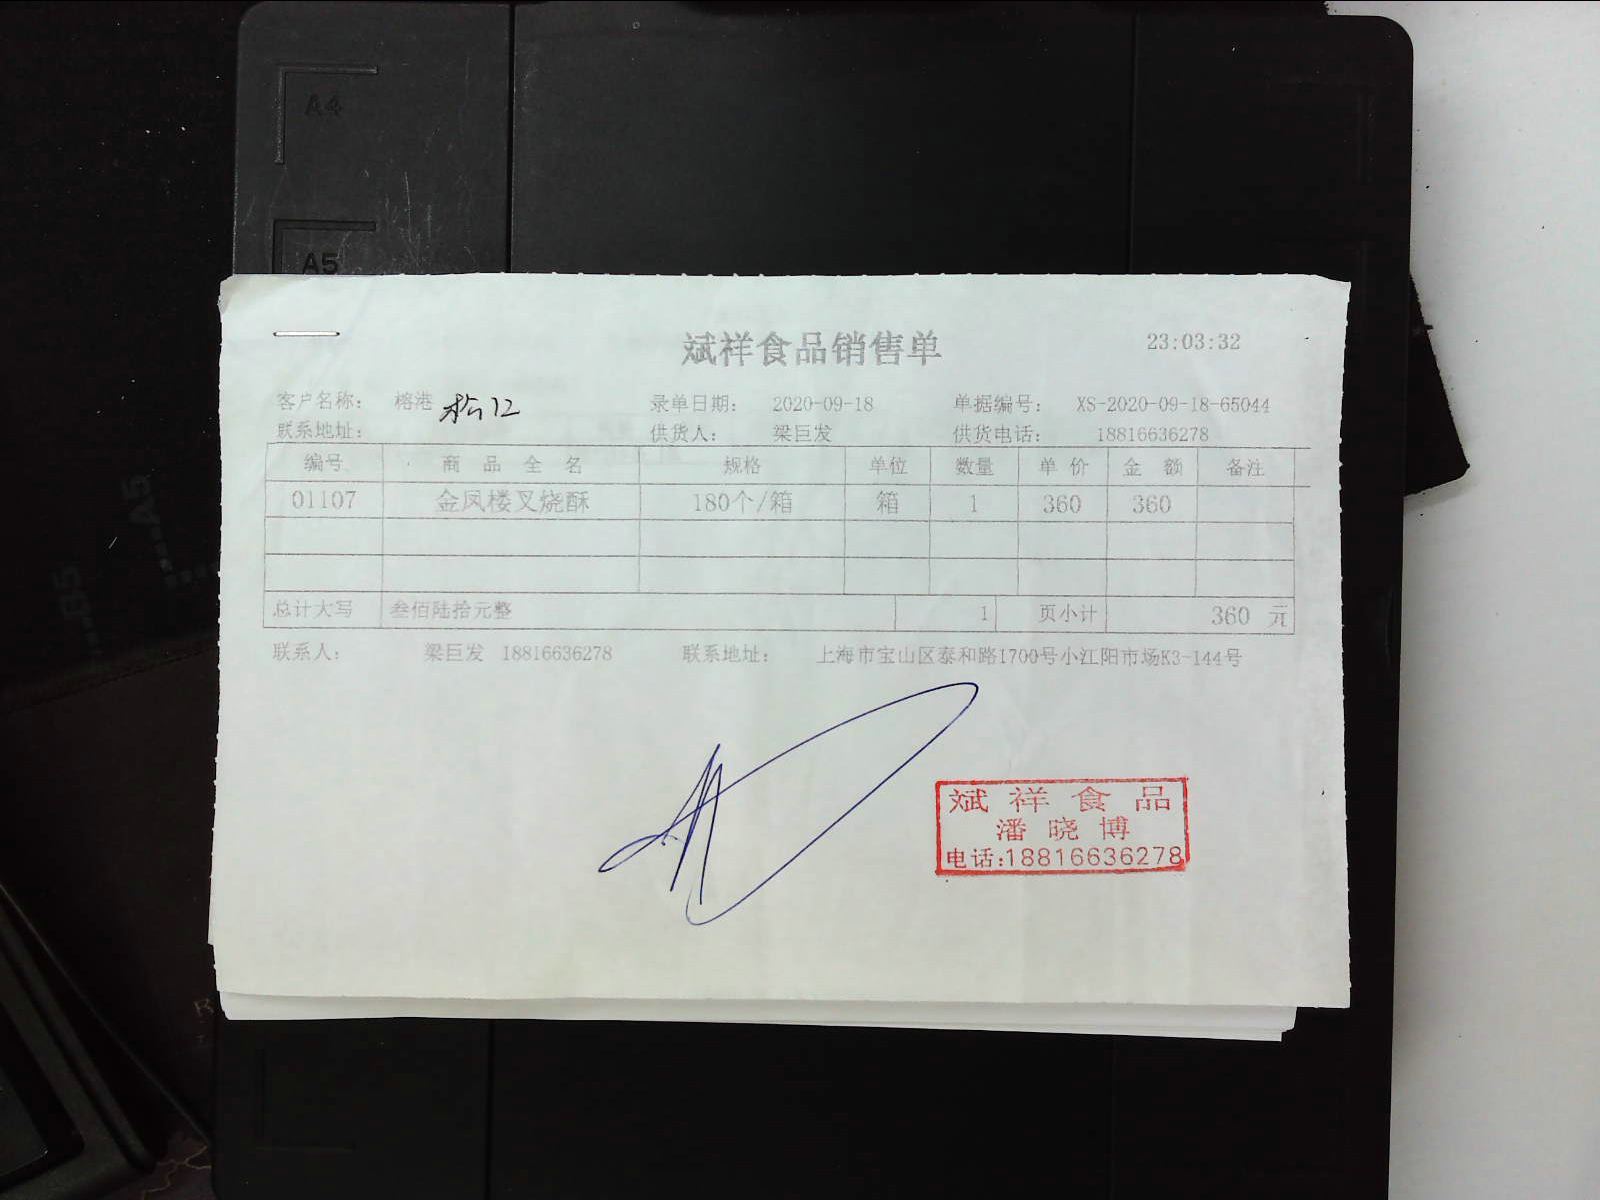 A4
A5
斌祥食品销售单
23:03:32
客户名称： 榕港 松江 录单日期： 2020-09-18 单据编号： XS-2020-09-18-65044
联系地址： 供货人： 梁巨发 供货电话： 18816636278
编号 商品全名 规格 单位 数量 单价 金额 备注
01107 金凤楼叉烧酥 180个/箱 箱 1 360 360
总计大写 叁佰陆拾元整 1 页小计 360 元
联系人： 梁巨发 18816636278 联系地址： 上海市宝山区泰和路1700号小江阳市场K3-144号
斌祥食品
潘晓博
电话:18816636278